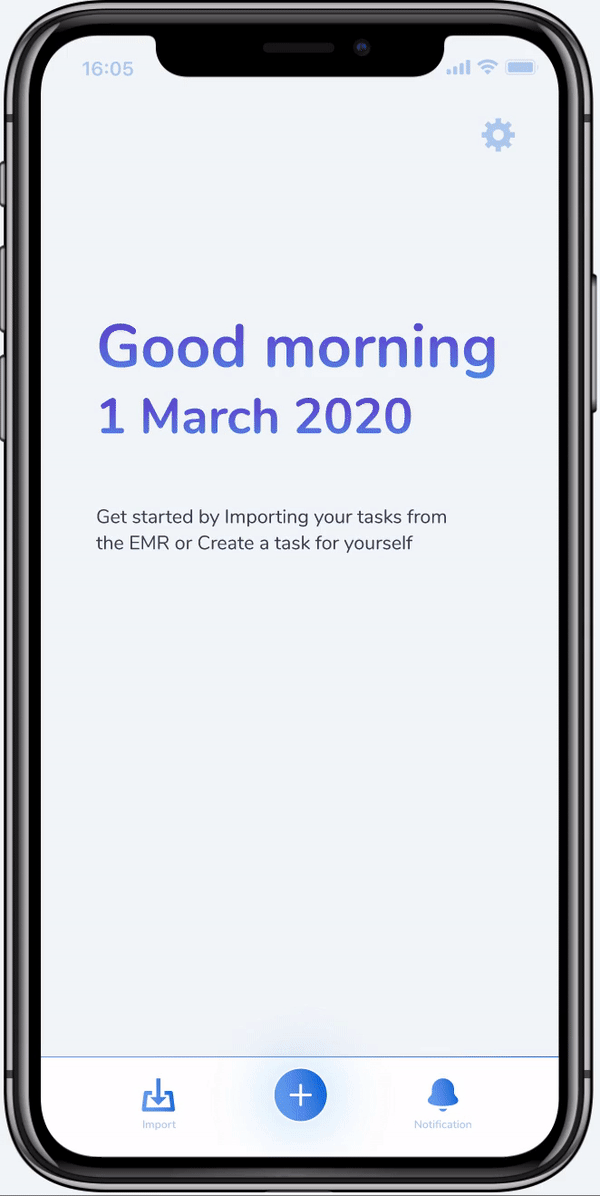 16:05
Good morning
1 March 2020
Get started by Importing your tasks from
the EMR or Create a task for yourself
Import
Notification